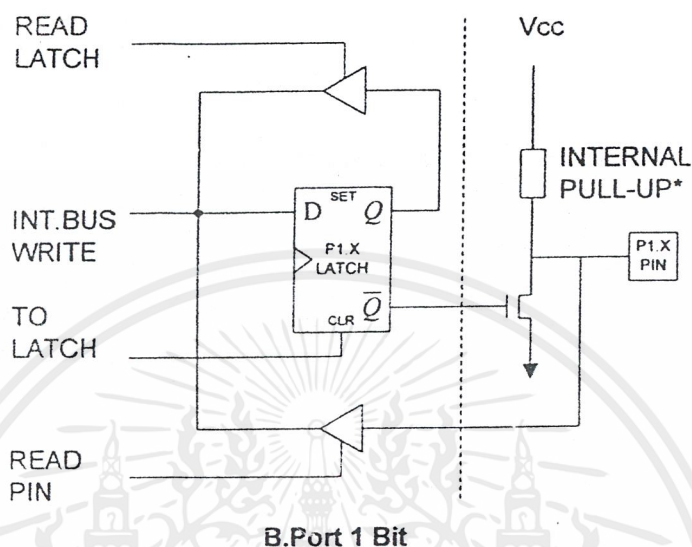 READ
LATCH
Vcc
INTERNAL
PULL-UP*
INT.BUS
WRITE
D SET Q
P1.X
LATCH
CLR Q̅
P1.X
PIN
TO
LATCH
READ
PIN
B.Port 1 Bit